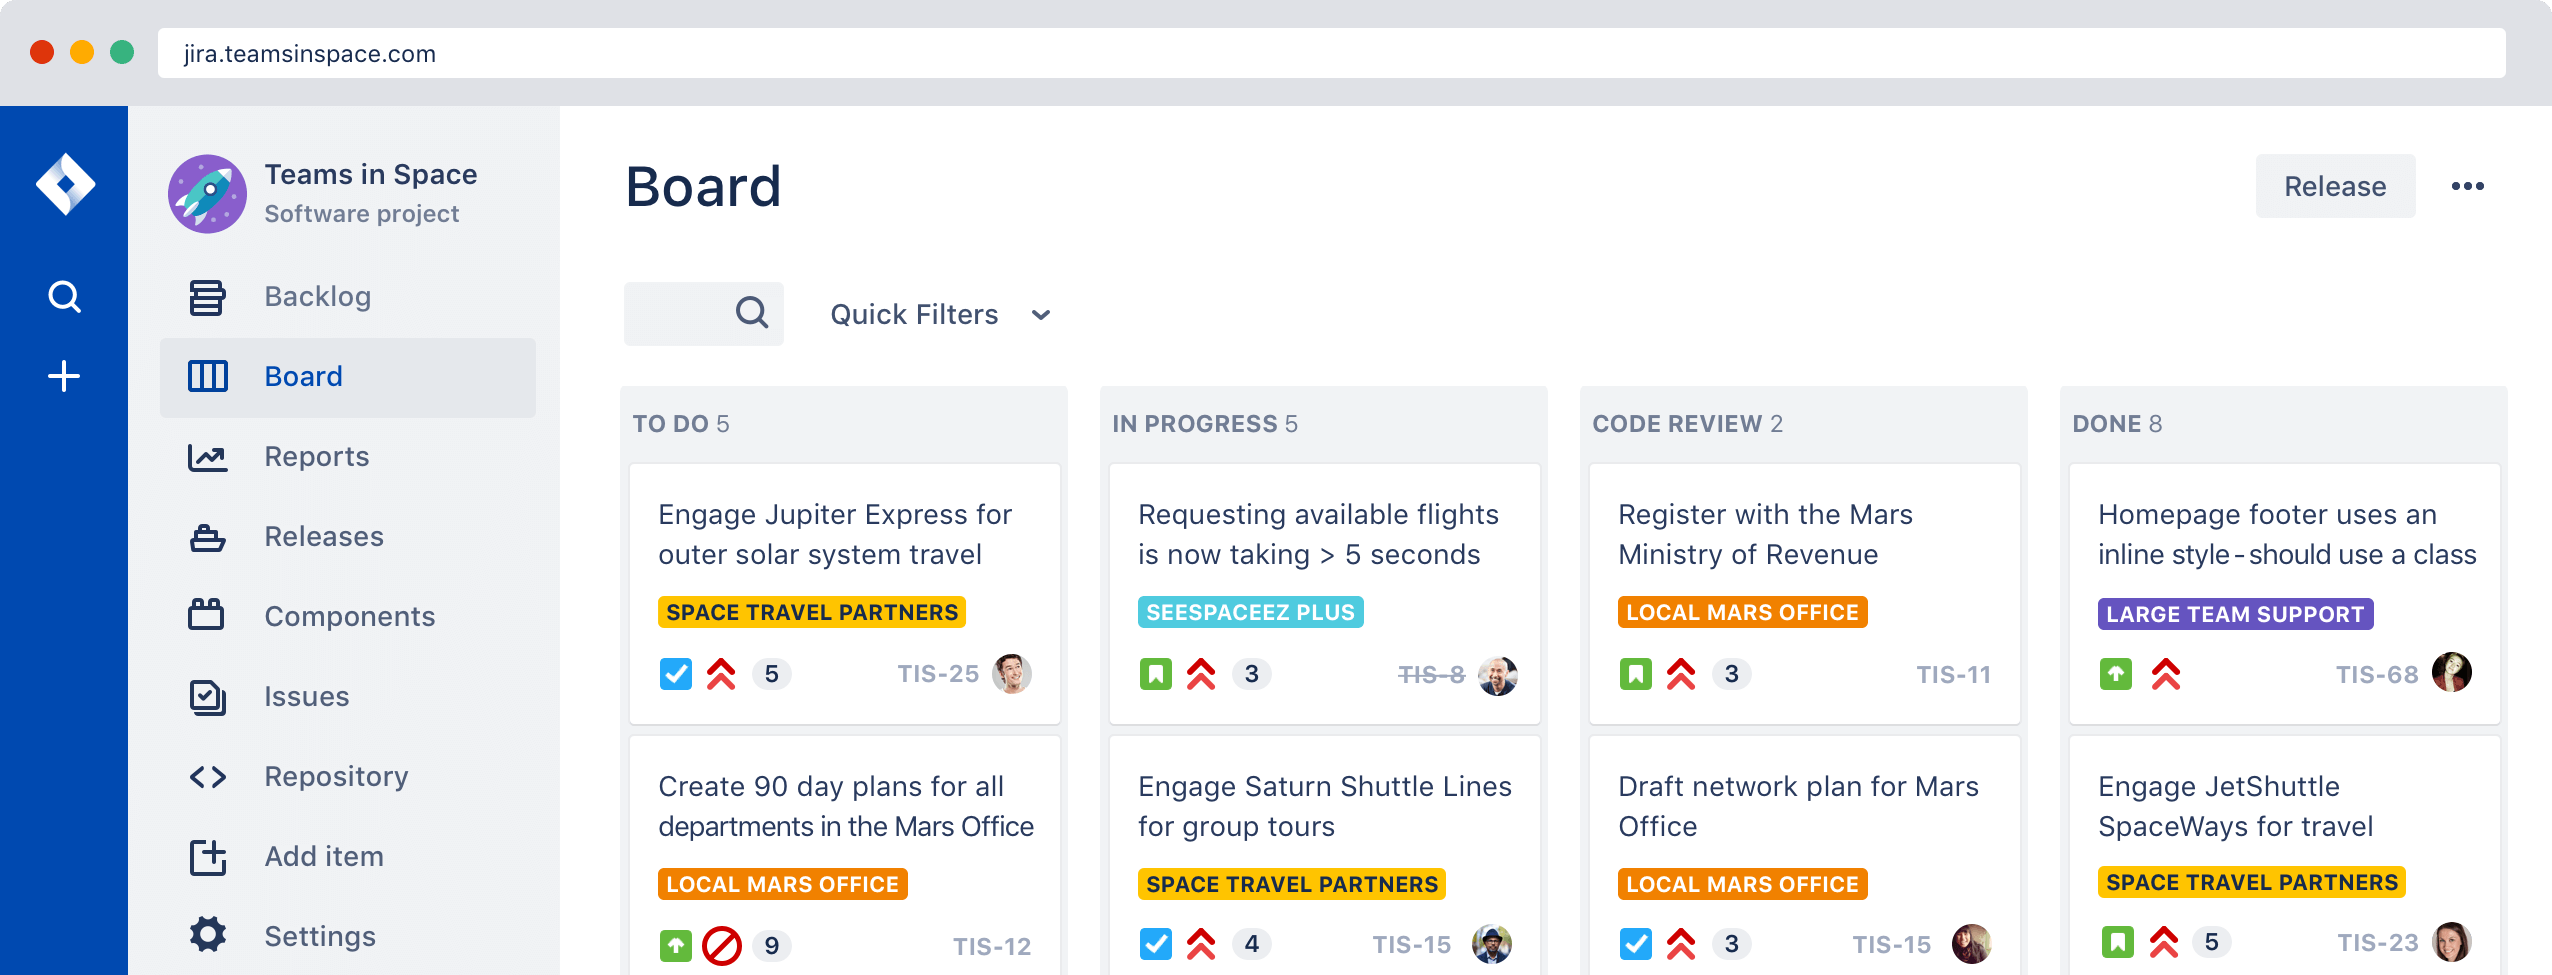 jira.teamsinspace.com
Teams in Space
Software project
Backlog
Board
Reports
Releases
Components
Issues
Repository
Add item
Settings
Board
Release
Quick Filters
TO DO 5
Engage Jupiter Express for
outer solar system travel
SPACE TRAVEL PARTNERS
5
TIS-25
Create 90 day plans for all
departments in the Mars Office
LOCAL MARS OFFICE
9
TIS-12
IN PROGRESS 5
Requesting available flights
is now taking > 5 seconds
SEESPACEEZ PLUS
3
TIS-8
Engage Saturn Shuttle Lines
for group tours
SPACE TRAVEL PARTNERS
4
TIS-15
CODE REVIEW 2
Register with the Mars
Ministry of Revenue
LOCAL MARS OFFICE
3
TIS-11
Draft network plan for Mars
Office
LOCAL MARS OFFICE
3
TIS-15
DONE 8
Homepage footer uses an
inline style-should use a class
LARGE TEAM SUPPORT
TIS-68
Engage JetShuttle
SpaceWays for travel
SPACE TRAVEL PARTNERS
5
TIS-23